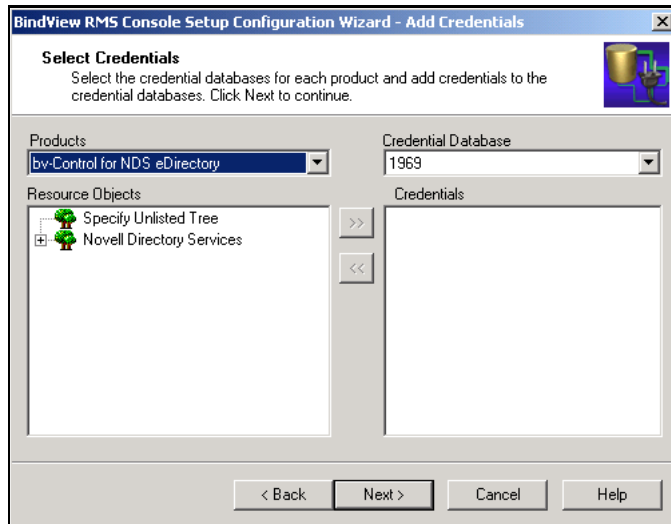 BindView RMS Console Setup Configuration Wizard - Add Credentials
Select Credentials
Select the credential databases for each product and add credentials to the
credential databases. Click Next to continue.
Products
bv-Control for NDS eDirectory
Credential Database
1969
Resource Objects
Credentials
Specify Unlisted Tree
Novell Directory Services
>>
<<
< Back
Next >
Cancel
Help